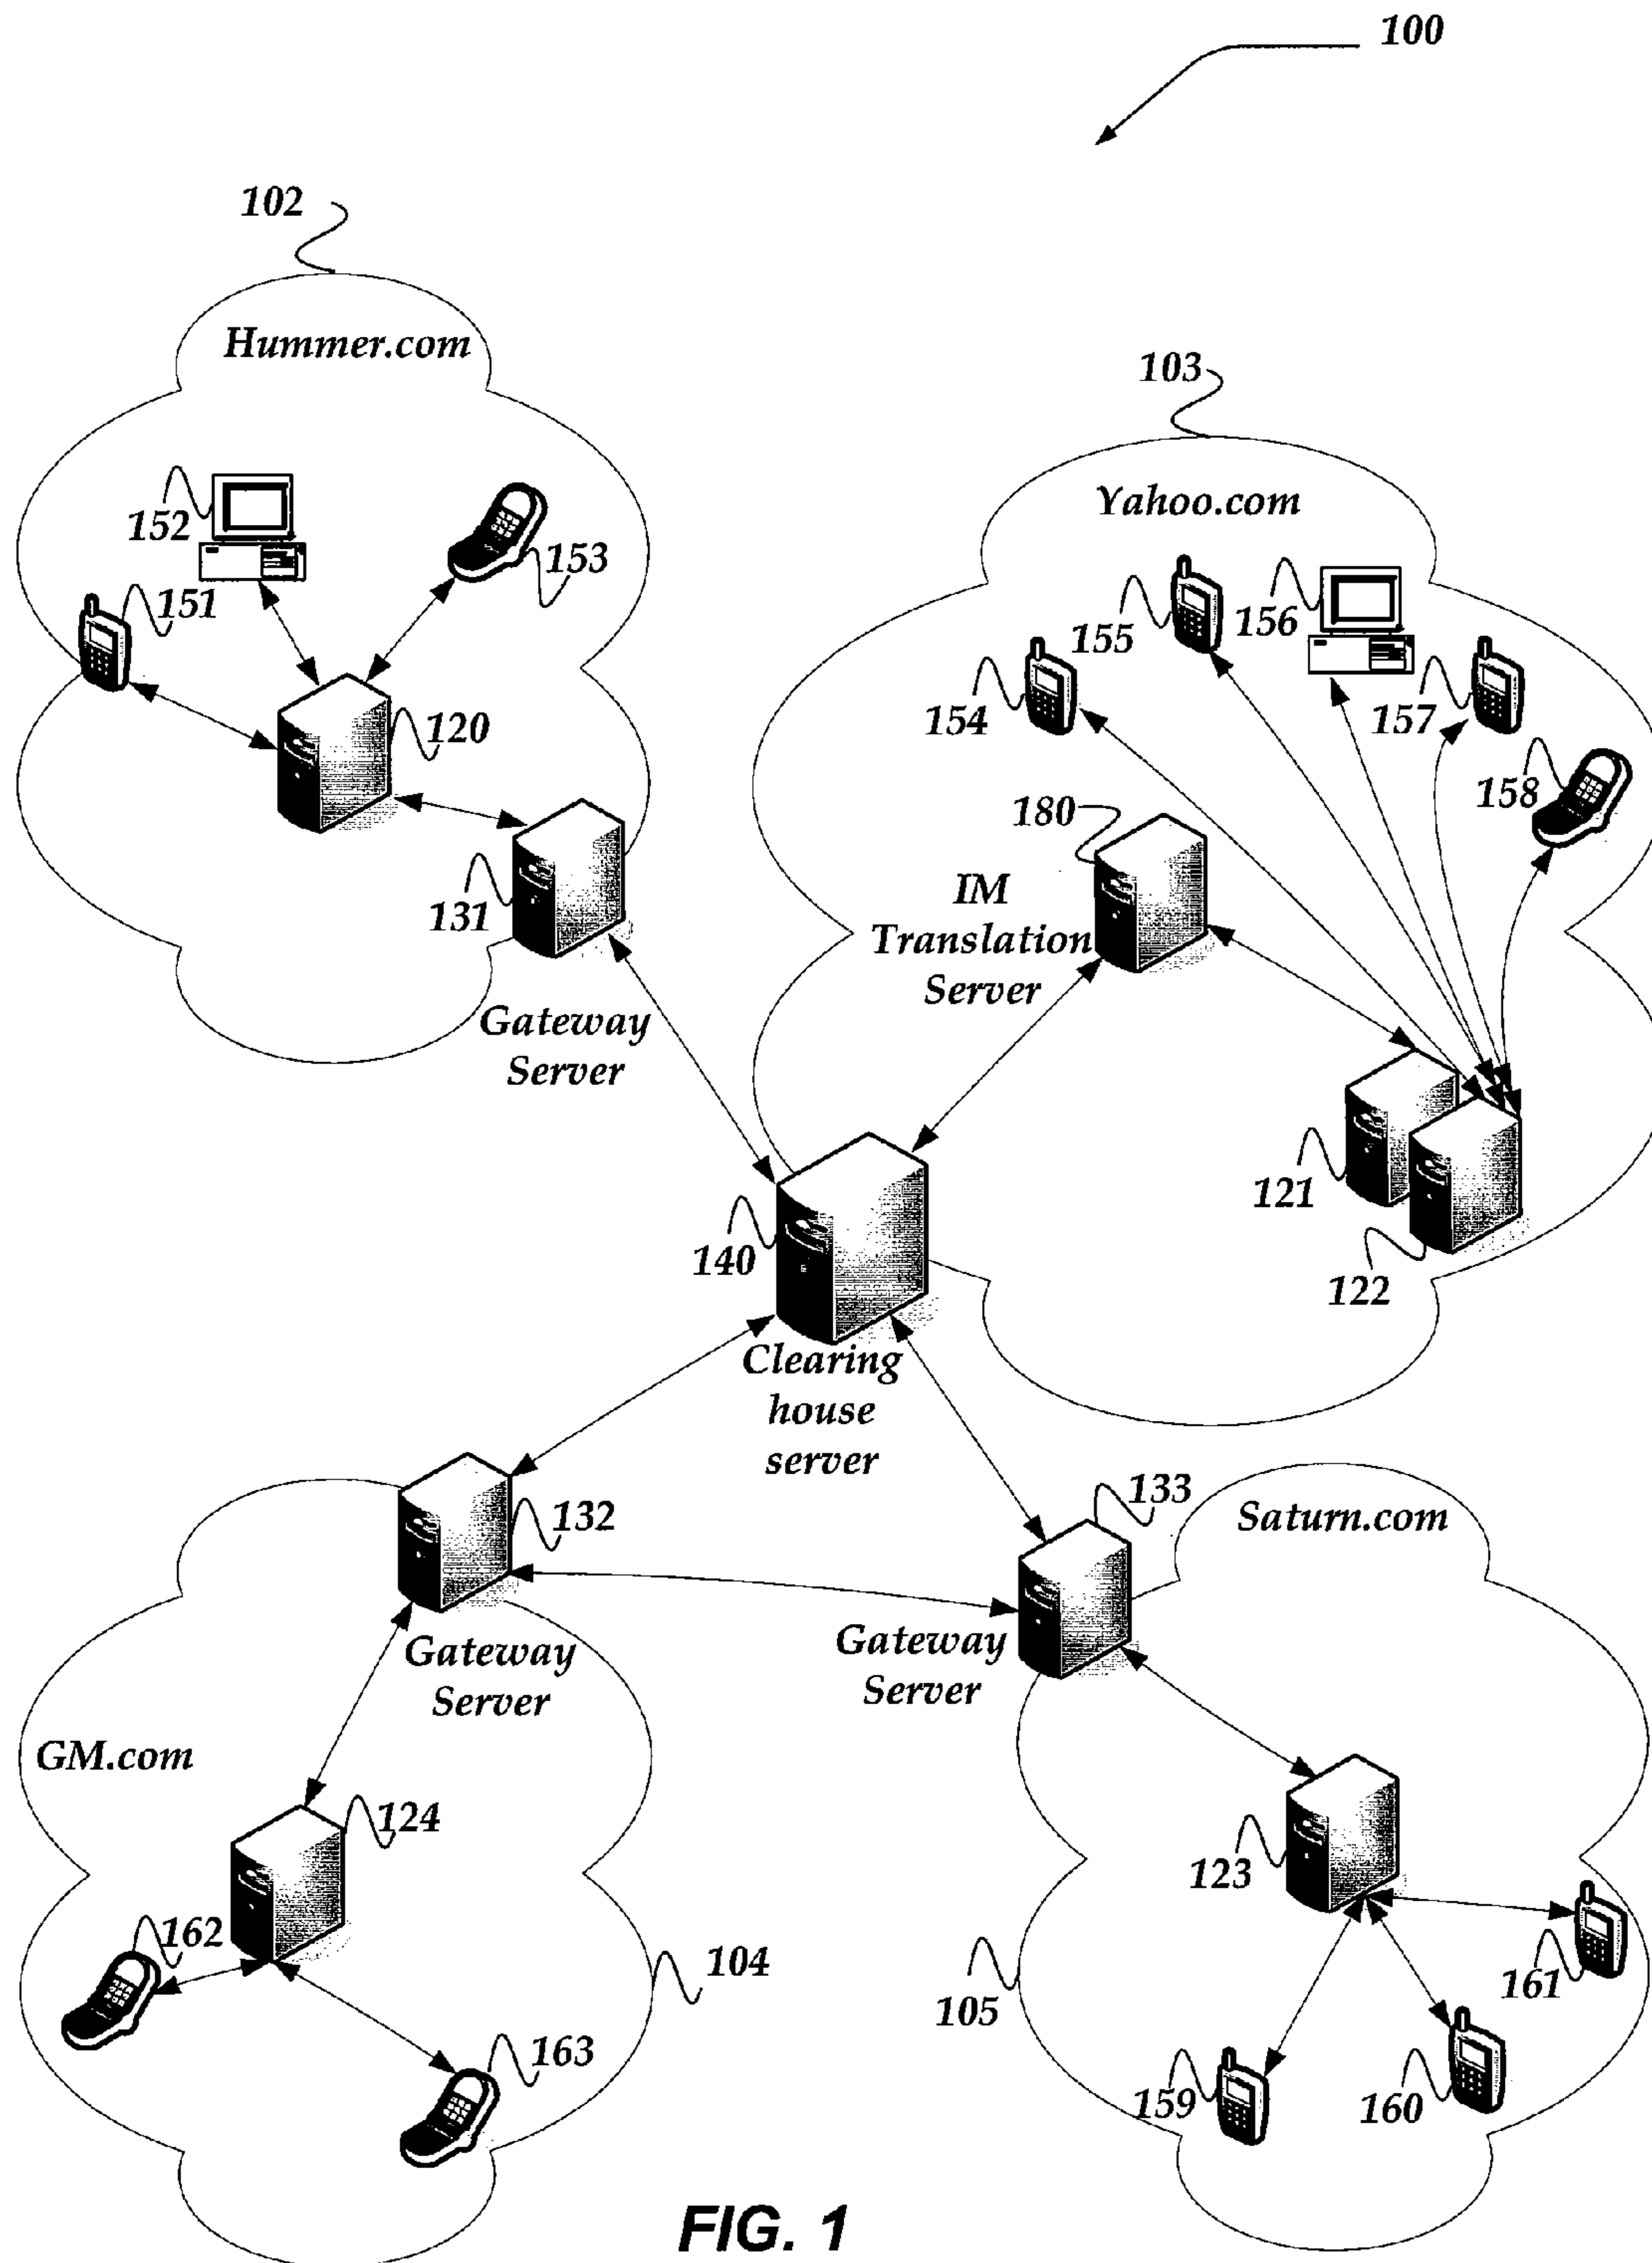 100
102
Hummer.com
103
Yahoo.com
152
153
151
155
156
154
157
120
158
180
131
IM
Translation
Server
Gateway
Server
121
140
122
Clearing
house
server
133
132
Saturn.com
Gateway
Server
Gateway
Server
GM.com
124
123
162
104
161
105
163
159
160
FIG. 1